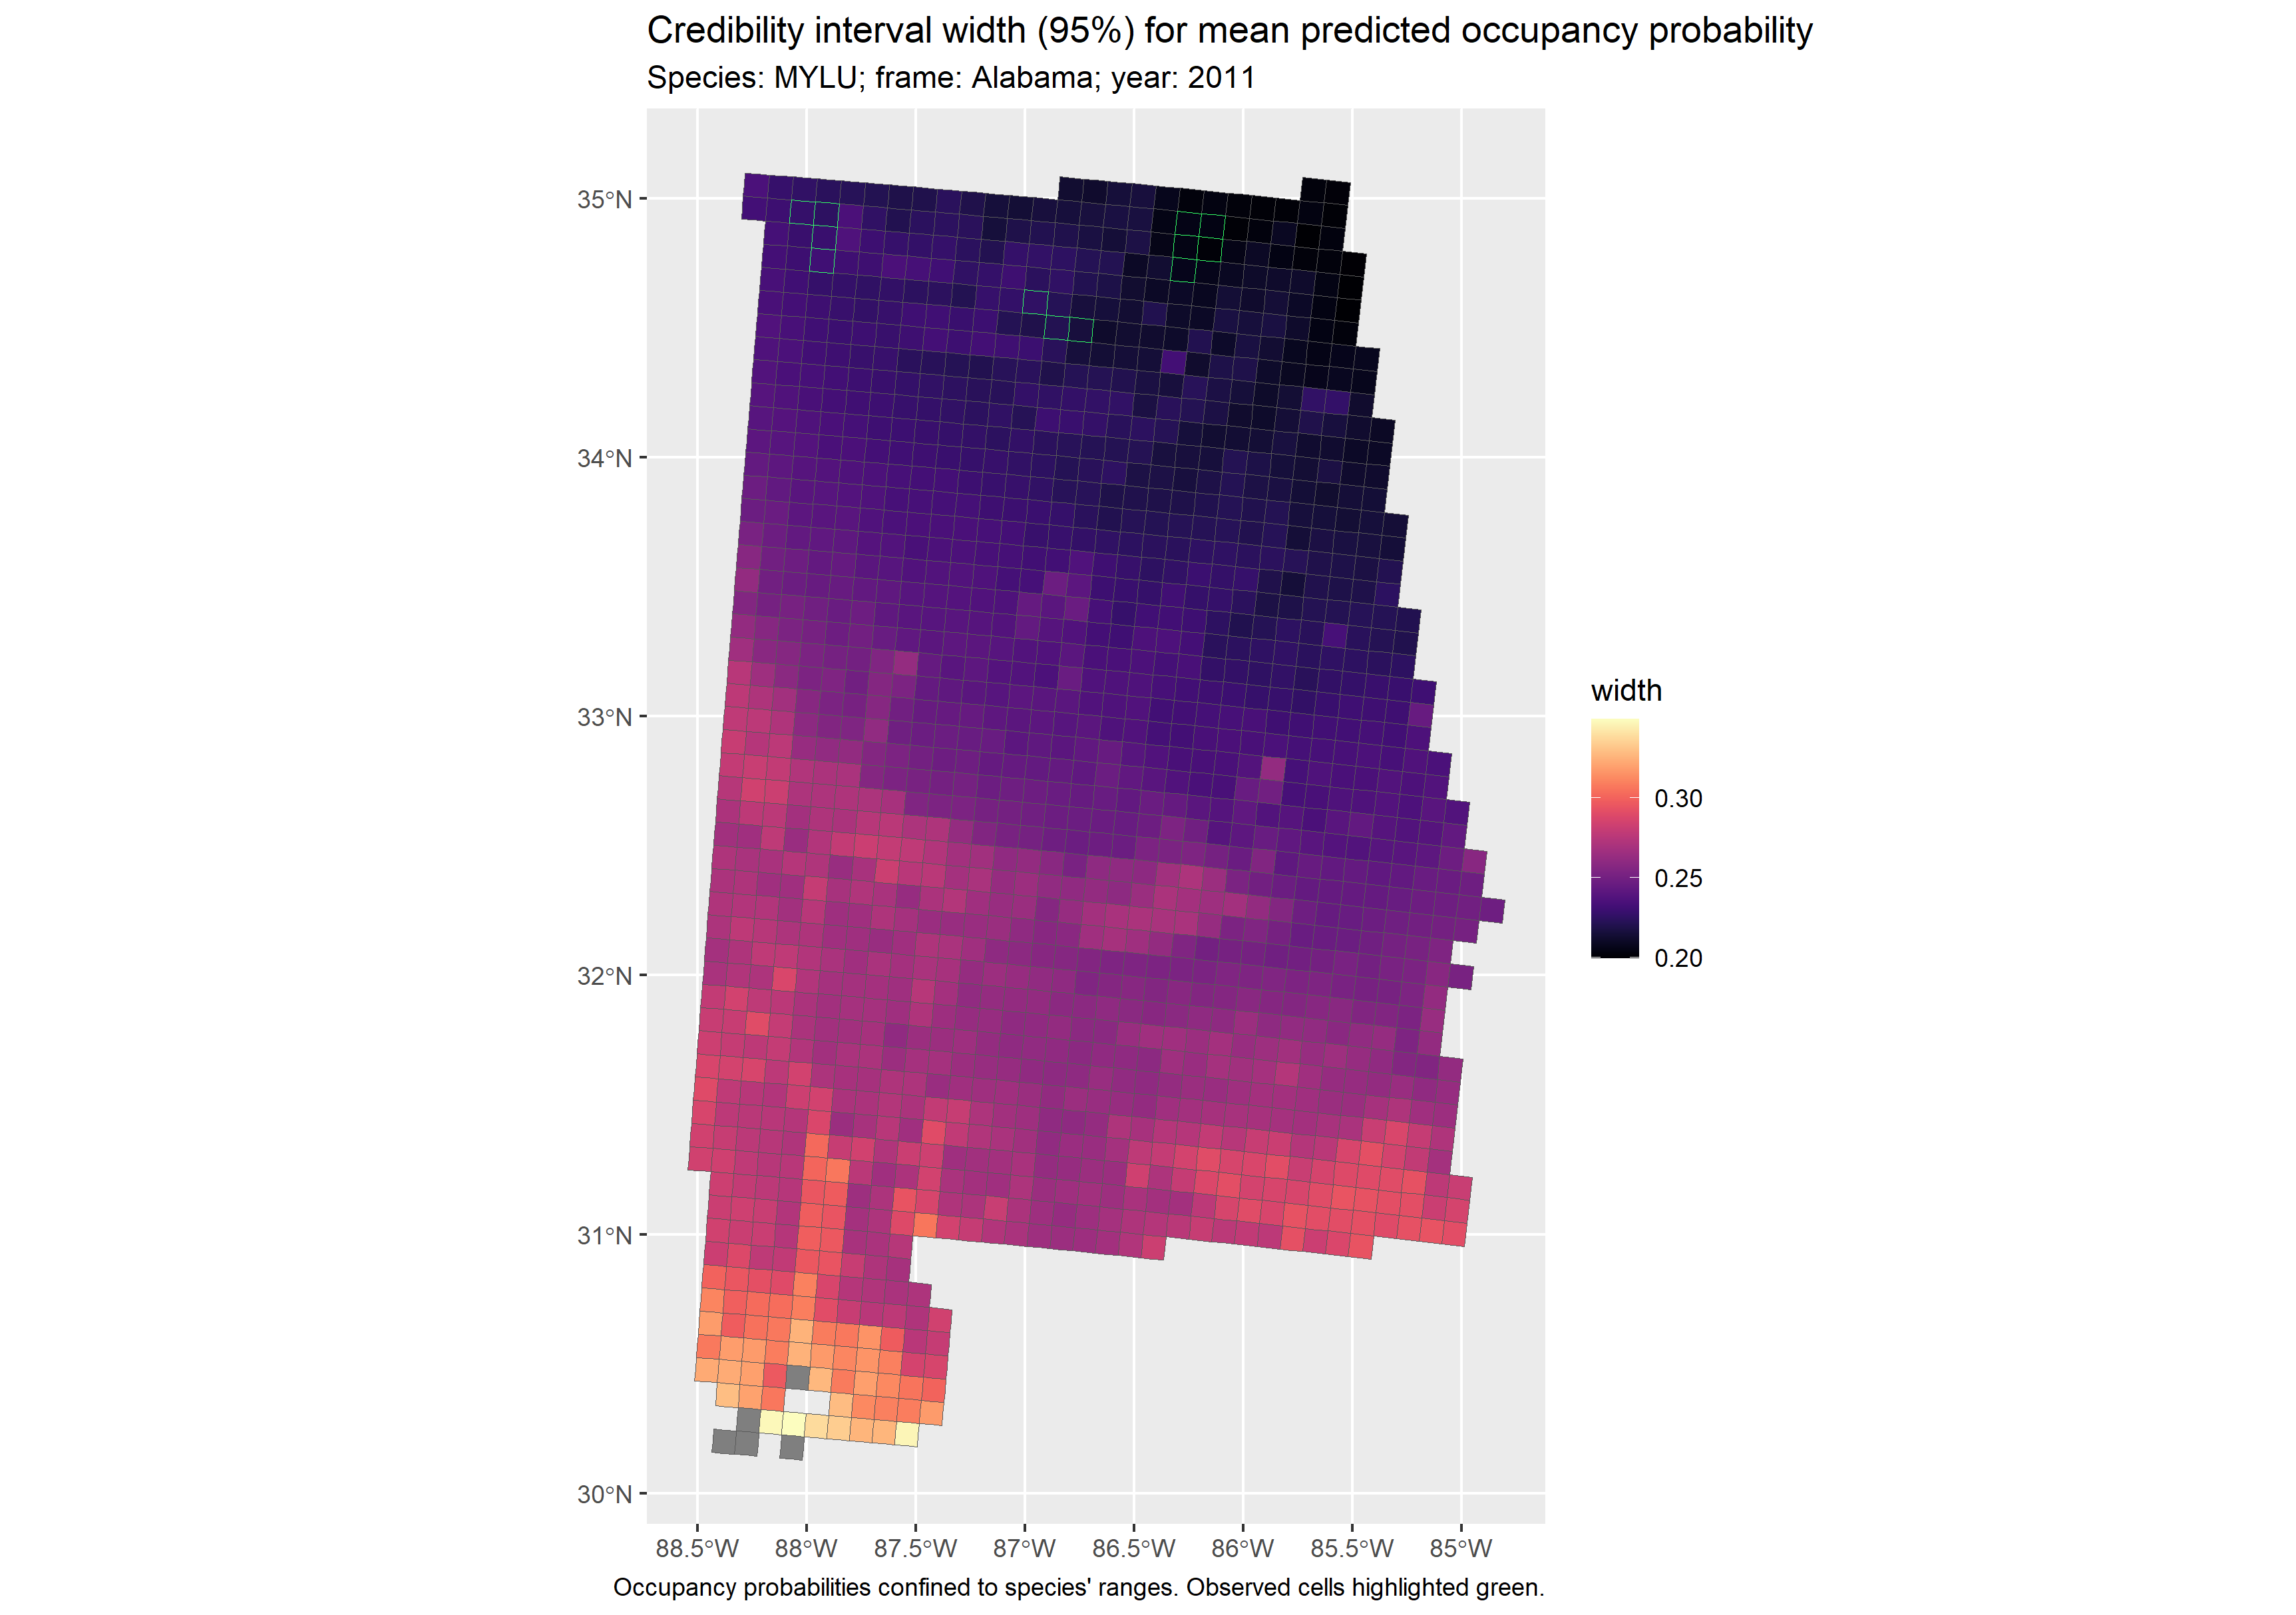 Credibility interval width (95%) for mean predicted occupancy probability
Species: MYLU; frame: Alabama; year: 2011
35°N
34°N
33°N
32°N
31°N
30°N
88.5°W 88°W 87.5°W 87°W 86.5°W 86°W 85.5°W 85°W
width
0.30
0.25
0.20
Occupancy probabilities confined to species' ranges. Observed cells highlighted green.